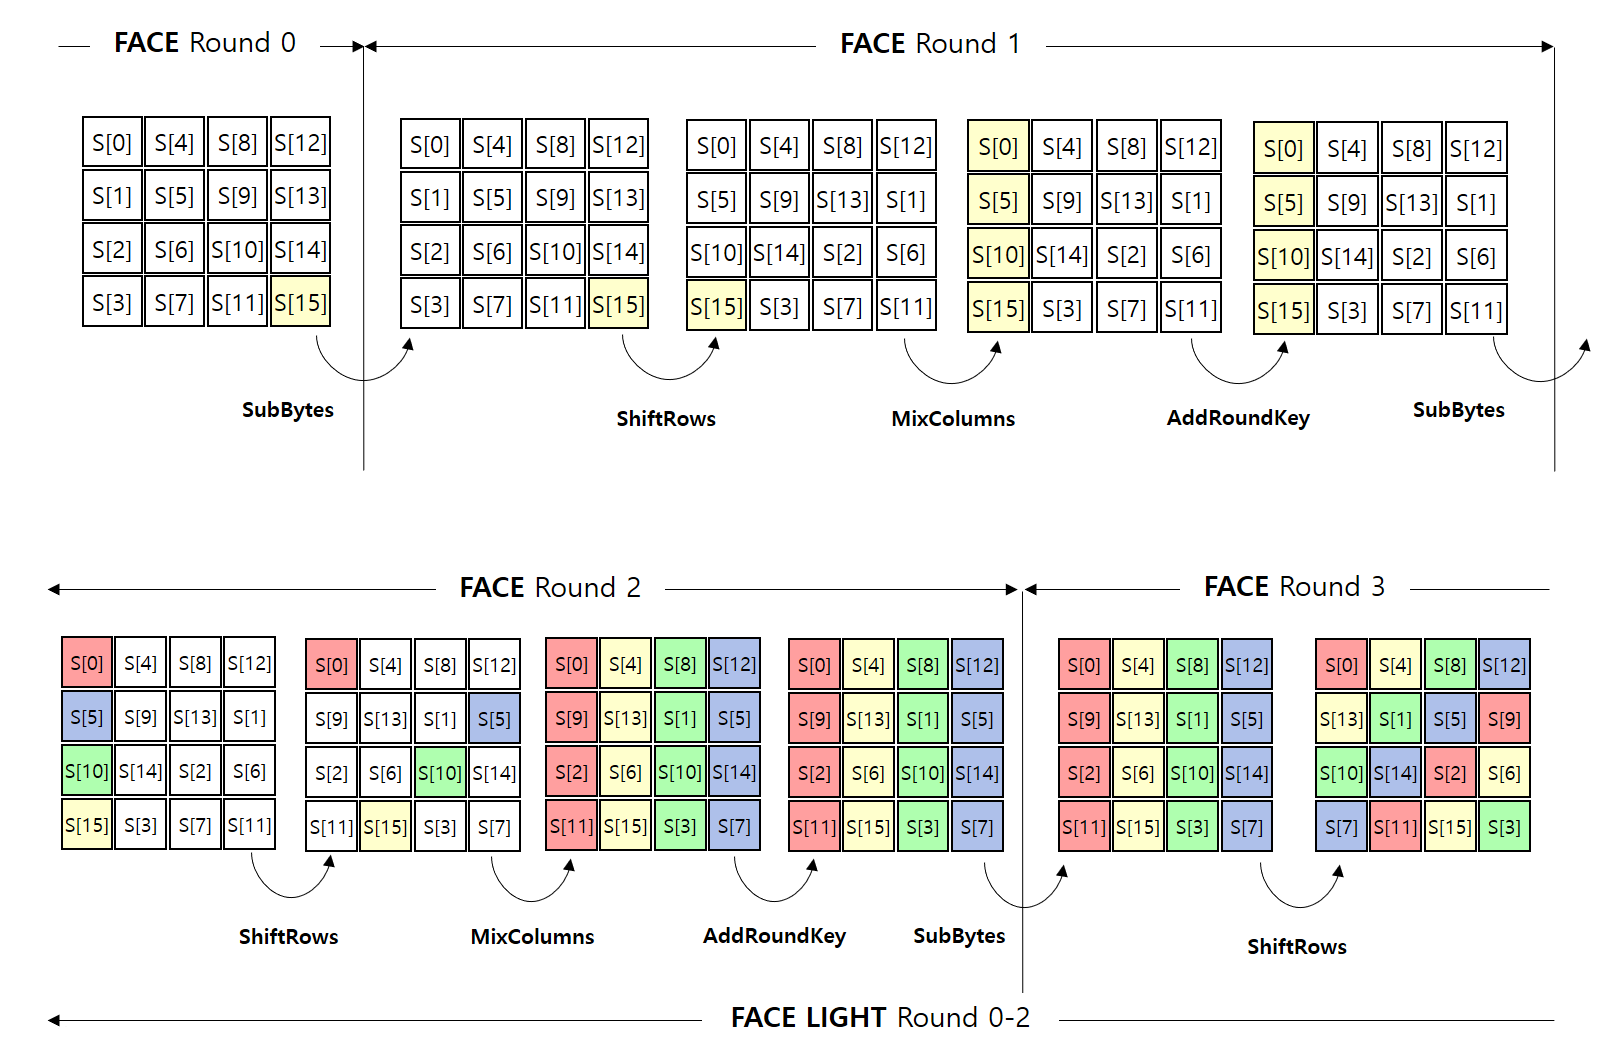 FACE Round 0
FACE Round 1
S[0] S[4] S[8] S[12]
S[1] S[5] S[9] S[13]
S[2] S[6] S[10] S[14]
S[3] S[7] S[11] S[15]
SubBytes
S[0] S[4] S[8] S[12]
S[1] S[5] S[9] S[13]
S[2] S[6] S[10] S[14]
S[3] S[7] S[11] S[15]
ShiftRows
S[0] S[4] S[8] S[12]
S[5] S[9] S[13] S[1]
S[10] S[14] S[2] S[6]
S[15] S[3] S[7] S[11]
MixColumns
S[0] S[4] S[8] S[12]
S[5] S[9] S[13] S[1]
S[10] S[14] S[2] S[6]
S[15] S[3] S[7] S[11]
AddRoundKey
S[0] S[4] S[8] S[12]
S[5] S[9] S[13] S[1]
S[10] S[14] S[2] S[6]
S[15] S[3] S[7] S[11]
SubBytes
FACE Round 2
FACE Round 3
S[0] S[4] S[8] S[12]
S[5] S[9] S[13] S[1]
S[10] S[14] S[2] S[6]
S[15] S[3] S[7] S[11]
ShiftRows
S[0] S[4] S[8] S[12]
S[9] S[13] S[1] S[5]
S[2] S[6] S[10] S[14]
S[11] S[15] S[3] S[7]
MixColumns
S[0] S[4] S[8] S[12]
S[9] S[13] S[1] S[5]
S[2] S[6] S[10] S[14]
S[11] S[15] S[3] S[7]
AddRoundKey
S[0] S[4] S[8] S[12]
S[9] S[13] S[1] S[5]
S[2] S[6] S[10] S[14]
S[11] S[15] S[3] S[7]
SubBytes
S[0] S[4] S[8] S[12]
S[9] S[13] S[1] S[5]
S[2] S[6] S[10] S[14]
S[11] S[15] S[3] S[7]
ShiftRows
S[0] S[4] S[8] S[12]
S[13] S[1] S[5] S[9]
S[10] S[14] S[2] S[6]
S[7] S[11] S[15] S[3]
FACE LIGHT Round 0-2